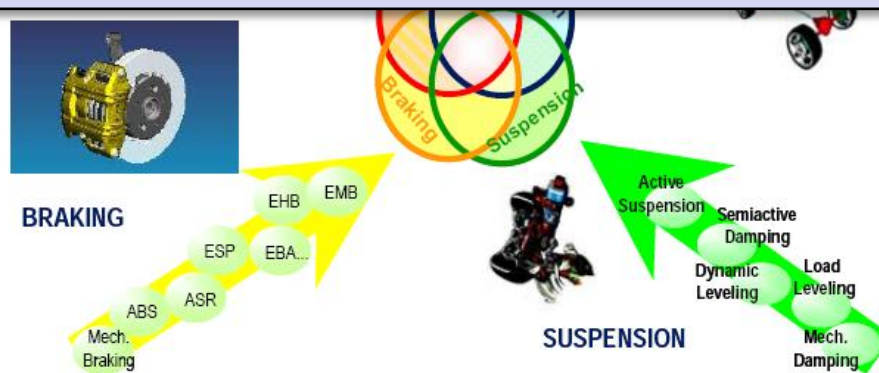 Braking
Suspension
BRAKING
EHB
EMB
ESP
EBA...
ABS
ASR
Mech.
Braking
Active
Suspension
Semiactive
Damping
Dynamic
Leveling
Load
Leveling
SUSPENSION
Mech.
Damping